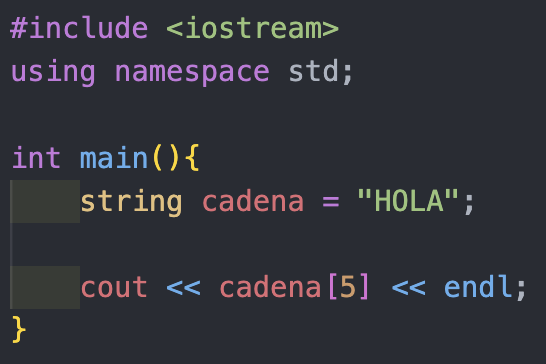 #include <iostream>
using namespace std;
int main(){
string cadena = "HOLA";
cout << cadena[5] << endl;
}